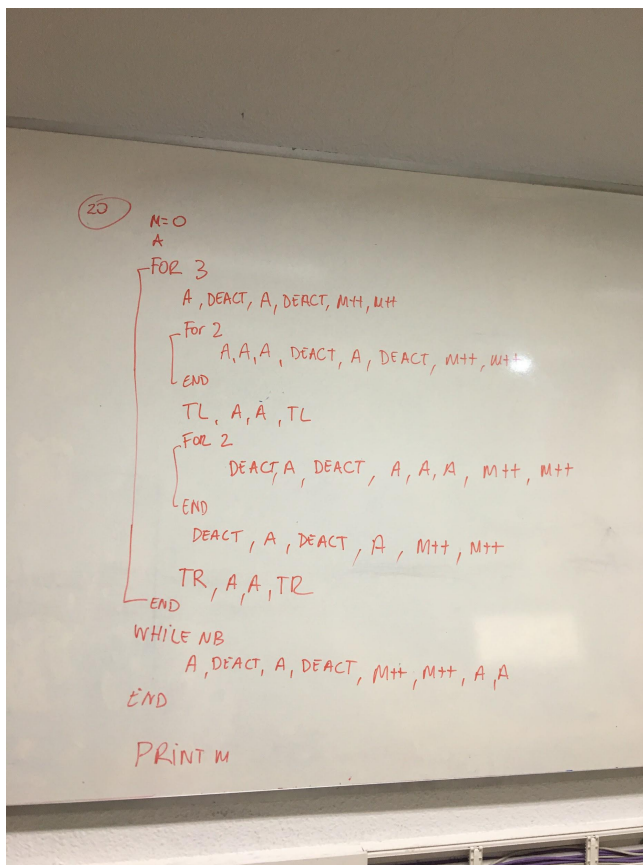 20
M=0
A
FOR 3
A, DEACT, A, DEACT, M++, M++
FOR 2
A, A, A, DEACT, A, DEACT, M++, M++
END
TL, A, A, TL
FOR 2
DEACT, A, DEACT, A, A, A, M++, M++
END
DEACT, A, DEACT, A, M++, M++
TR, A, A, TR
END
WHILE NB
A, DEACT, A, DEACT, M++, M++, A, A
END
PRINT M